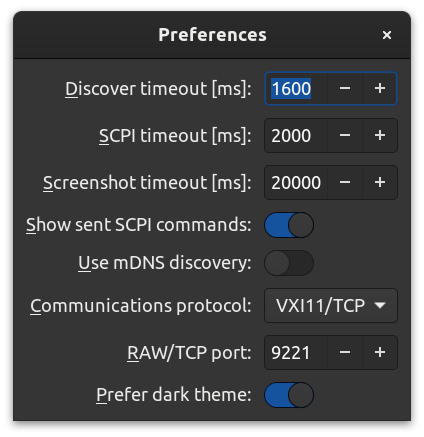 Preferences ×
Discover timeout [ms]: 1600 − +
SCPI timeout [ms]: 2000 − +
Screenshot timeout [ms]: 20000 − +
Show sent SCPI commands:
Use mDNS discovery:
Communications protocol: VXI11/TCP
RAW/TCP port: 9221 − +
Prefer dark theme: